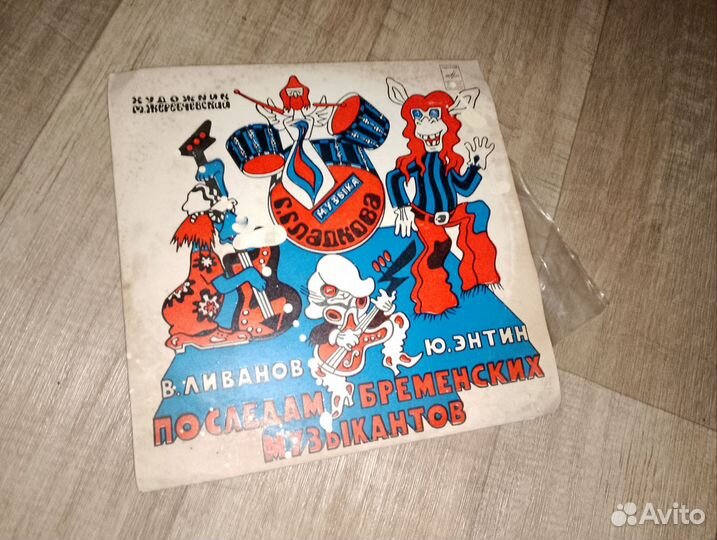 ХУДОЖНИК
М.ЖЕРЕБЧЕВСКИЙ
МУЗЫКА
Г.ГЛАДКОВА
В.ЛИВАНОВ
Ю.ЭНТИН
ПО СЛЕДАМ БРЕМЕНСКИХ
МУЗЫКАНТОВ
Avito